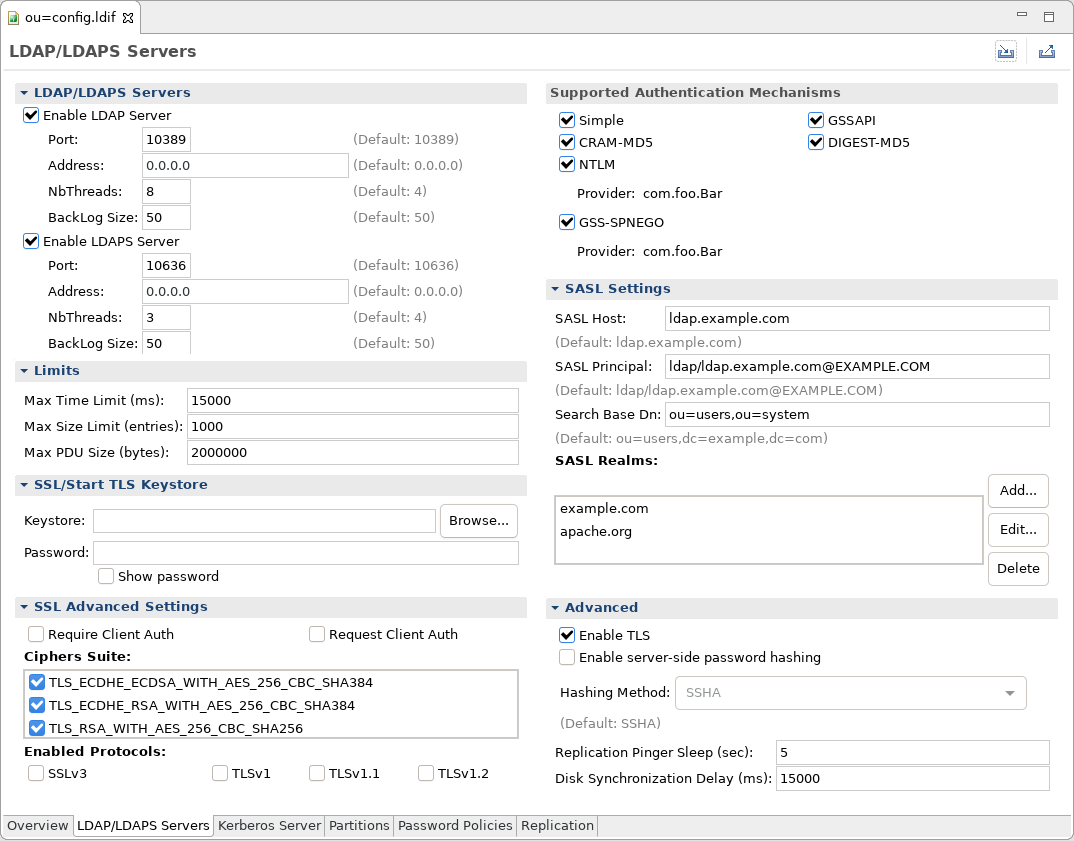 ou=config.ldif
LDAP/LDAPS Servers
LDAP/LDAPS Servers
Enable LDAP Server
Port: 10389 (Default: 10389)
Address: 0.0.0.0 (Default: 0.0.0.0)
NbThreads: 8 (Default: 4)
BackLog Size: 50 (Default: 50)
Enable LDAPS Server
Port: 10636 (Default: 10636)
Address: 0.0.0.0 (Default: 0.0.0.0)
NbThreads: 3 (Default: 4)
BackLog Size: 50 (Default: 50)
Limits
Max Time Limit (ms): 15000
Max Size Limit (entries): 1000
Max PDU Size (bytes): 2000000
SSL/Start TLS Keystore
Keystore: Browse...
Password:
Show password
SSL Advanced Settings
Require Client Auth Request Client Auth
Ciphers Suite:
TLS_ECDHE_ECDSA_WITH_AES_256_CBC_SHA384
TLS_ECDHE_RSA_WITH_AES_256_CBC_SHA384
TLS_RSA_WITH_AES_256_CBC_SHA256
Enabled Protocols:
SSLv3 TLSv1 TLSv1.1 TLSv1.2
Supported Authentication Mechanisms
Simple GSSAPI
CRAM-MD5 DIGEST-MD5
NTLM
Provider: com.foo.Bar
GSS-SPNEGO
Provider: com.foo.Bar
SASL Settings
SASL Host: ldap.example.com
(Default: ldap.example.com)
SASL Principal: ldap/ldap.example.com@EXAMPLE.COM
(Default: ldap/ldap.example.com@EXAMPLE.COM)
Search Base Dn: ou=users,ou=system
(Default: ou=users,dc=example,dc=com)
SASL Realms:
example.com
apache.org
Add...
Edit...
Delete
Advanced
Enable TLS
Enable server-side password hashing
Hashing Method: SSHA
(Default: SSHA)
Replication Pinger Sleep (sec): 5
Disk Synchronization Delay (ms): 15000
Overview LDAP/LDAPS Servers Kerberos Server Partitions Password Policies Replication